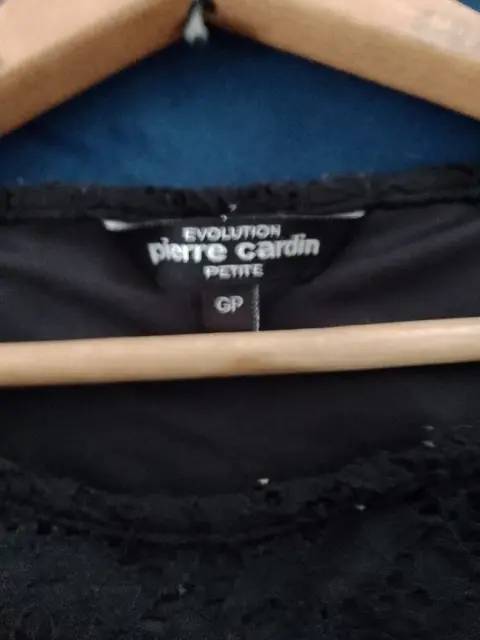 EVOLUTION
pierre cardin
PETITE
GP